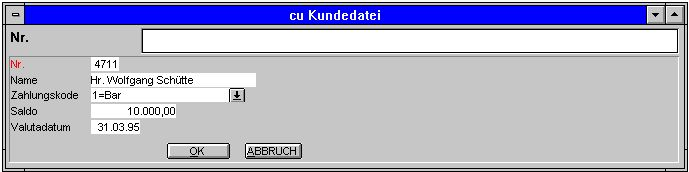 cu Kundedatei
Nr.
Nr. 4711
Name Hr. Wolfgang Schütte
Zahlungskode 1=Bar
Saldo 10.000,00
Valutadatum 31.03.95
OK ABBRUCH